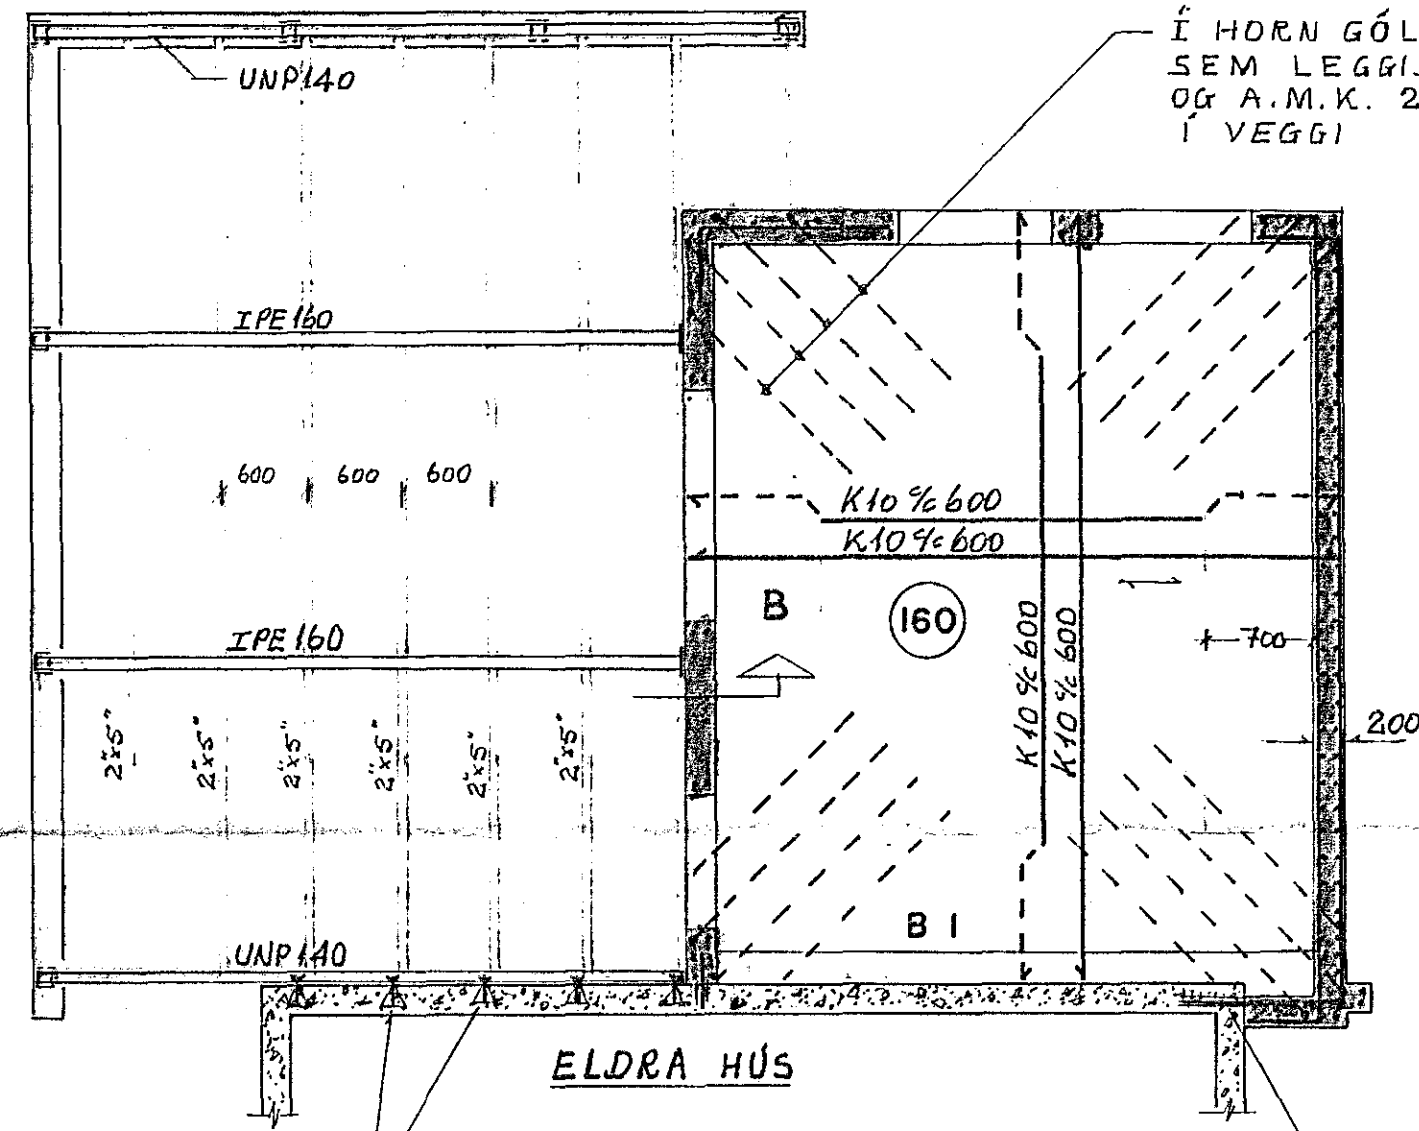 UNP 140
Í HORN GÓL
SEM LEGGI
OG A.M.K. 2
Í VEGGI
IPE 160
600 600 600
K10 c/c 600
K10 c/c 600
B
160
K10 c/c 600
K10 c/c 600
700
IPE 160
200
2"x5" 2"x5" 2"x5" 2"x5" 2"x5" 2"x5"
B 1
UNP 140
ELDRA HÚS